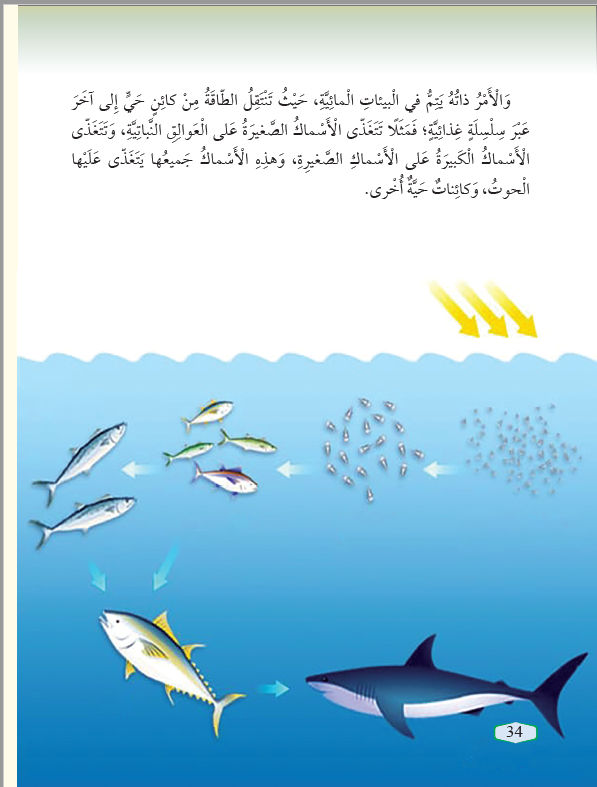 وَالْأَمْرُ ذاتُهُ يَتِمُّ في الْبيئاتِ الْمائِيَّةِ، حَيْثُ تَنْتَقِلُ الطّاقَةُ مِنْ كائِنٍ حَيٍّ إِلى آخَرَ
عَبْرَ سِلْسِلَةٍ غِذائِيَّةٍ؛ فَمَثَلًا تَتَغَذّى الْأَسْماكُ الصَّغيرَةُ عَلى الْعَوالِقِ النَّباتِيَّةِ، وَتَتَغَذّى
الْأَسْماكُ الْكَبيرَةُ عَلى الْأَسْماكِ الصَّغيرِةِ، وَهذِهِ الْأَسْماكُ جَميعُها يَتَغَذّى عَلَيْها
الْحوتُ، وَكائِناتٌ حَيَّةٌ أُخْرى.
34